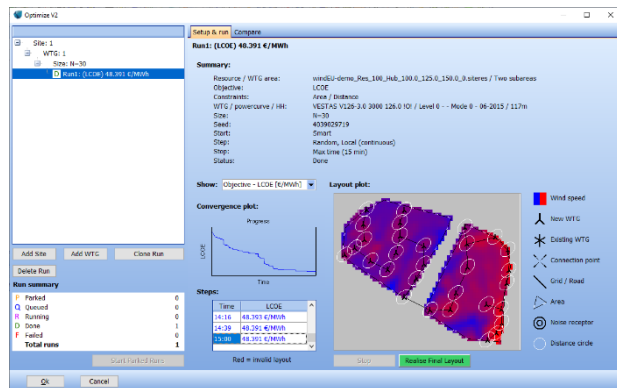 Optimize V2
Site: 1
WTG: 1
Size: N=30
D Run1: (LCOE) 48.391 €/MWh
Add Site
Add WTG
Clone Run
Delete Run
Run summary
P Parked 0
Q Queued 0
R Running 0
D Done 1
F Failed 0
Total runs 1
Start Parked Runs
Ok
Cancel
Setup & run
Compare
Run1: (LCOE) 48.391 €/MWh
Summary:
Resource / WTG area: windEU-demo_Res_100_Hub_100.0_125.0_150.0_0.siteres / Two subareas
Objective: LCOE
Constraints: Area / Distance
WTG / powercurve / HH: VESTAS V126-3.0 3000 126.0 !O! / Level 0 - - Mode 0 - 06-2015 / 117m
Size: N=30
Seed: 4039029719
Start: Smart
Step: Random, Local (continuous)
Stop: Max time (15 min)
Status: Done
Show:
Objective - LCOE [€/MWh]
Convergence plot:
Progress
LCOE
Time
Steps:
Time LCOE
14:16 48.393 €/MWh
14:39 48.391 €/MWh
15:00 48.391 €/MWh
Red = invalid layout
Layout plot:
Stop
Realise Final Layout
Wind speed
New WTG
Existing WTG
Connection point
Grid / Road
Area
Noise receptor
Distance circle